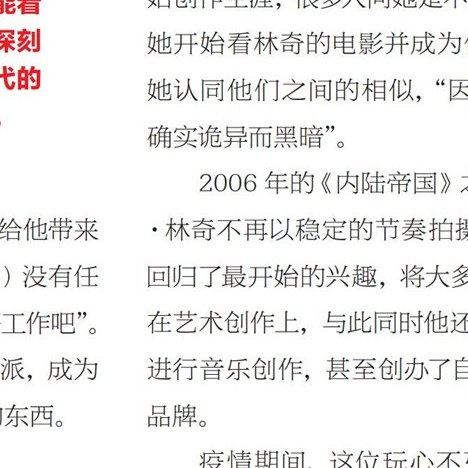 能看
深刻
代的
给他带来
）没有任
工作吧”。
派，成为
的东西。
始创作生涯，很多人问她是不
她开始看林奇的电影并成为
她认同他们之间的相似，“因
确实诡异而黑暗”。
2006 年的《内陆帝国》之
·林奇不再以稳定的节奏拍摄
回归了最开始的兴趣，将大多
在艺术创作上，与此同时他还
进行音乐创作，甚至创办了自
品牌。
疫情期间，这位玩心不